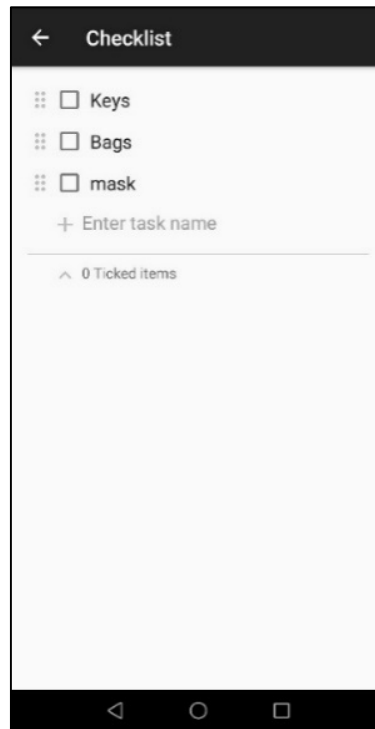 Checklist
Keys
Bags
mask
+ Enter task name
0 Ticked items